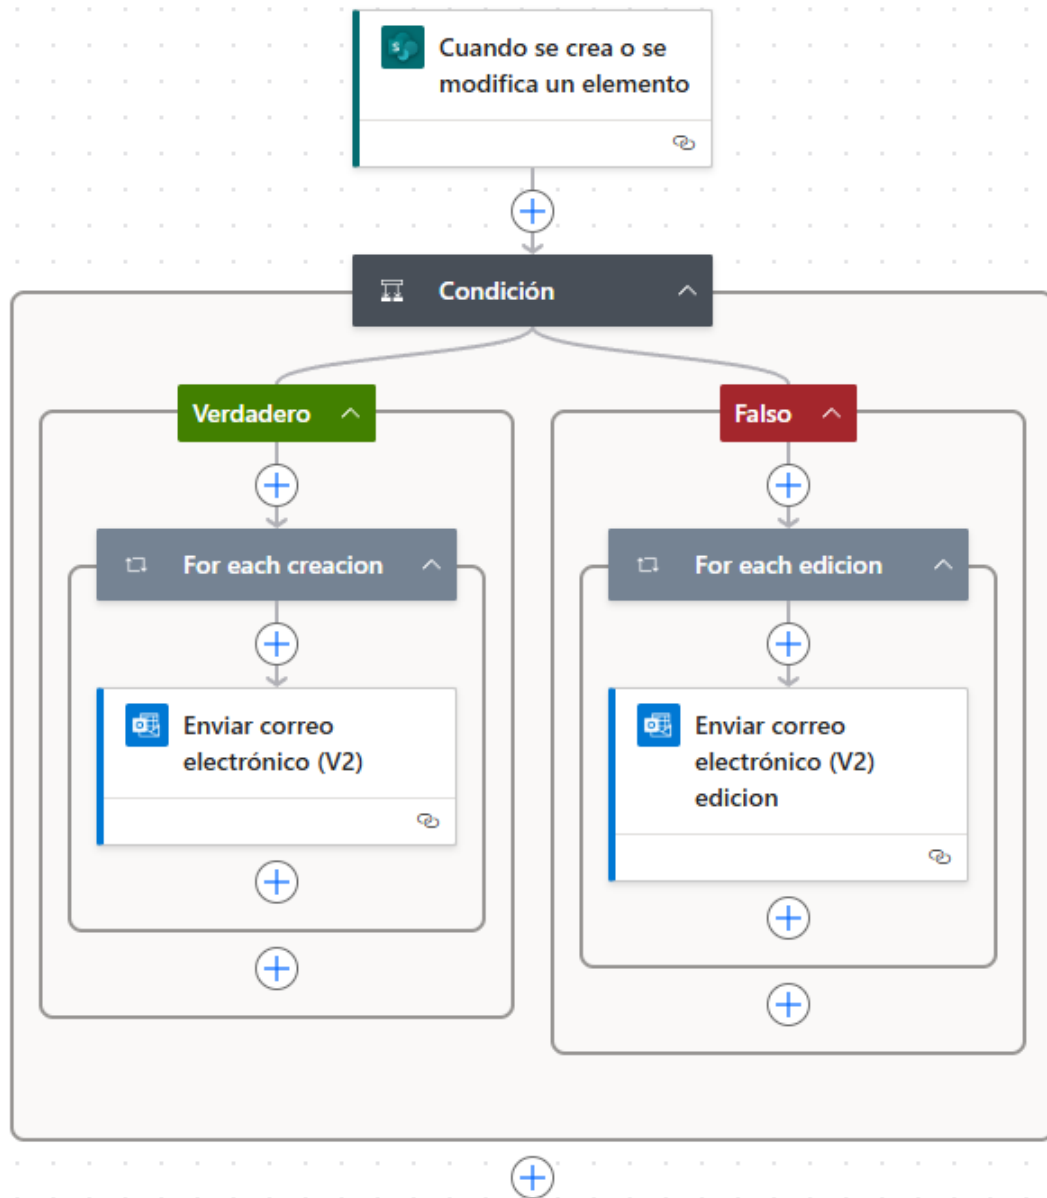 Cuando se crea o se
modifica un elemento
Condición
Verdadero
Falso
For each creacion
For each edicion
Enviar correo
electrónico (V2)
Enviar correo
electrónico (V2)
edicion